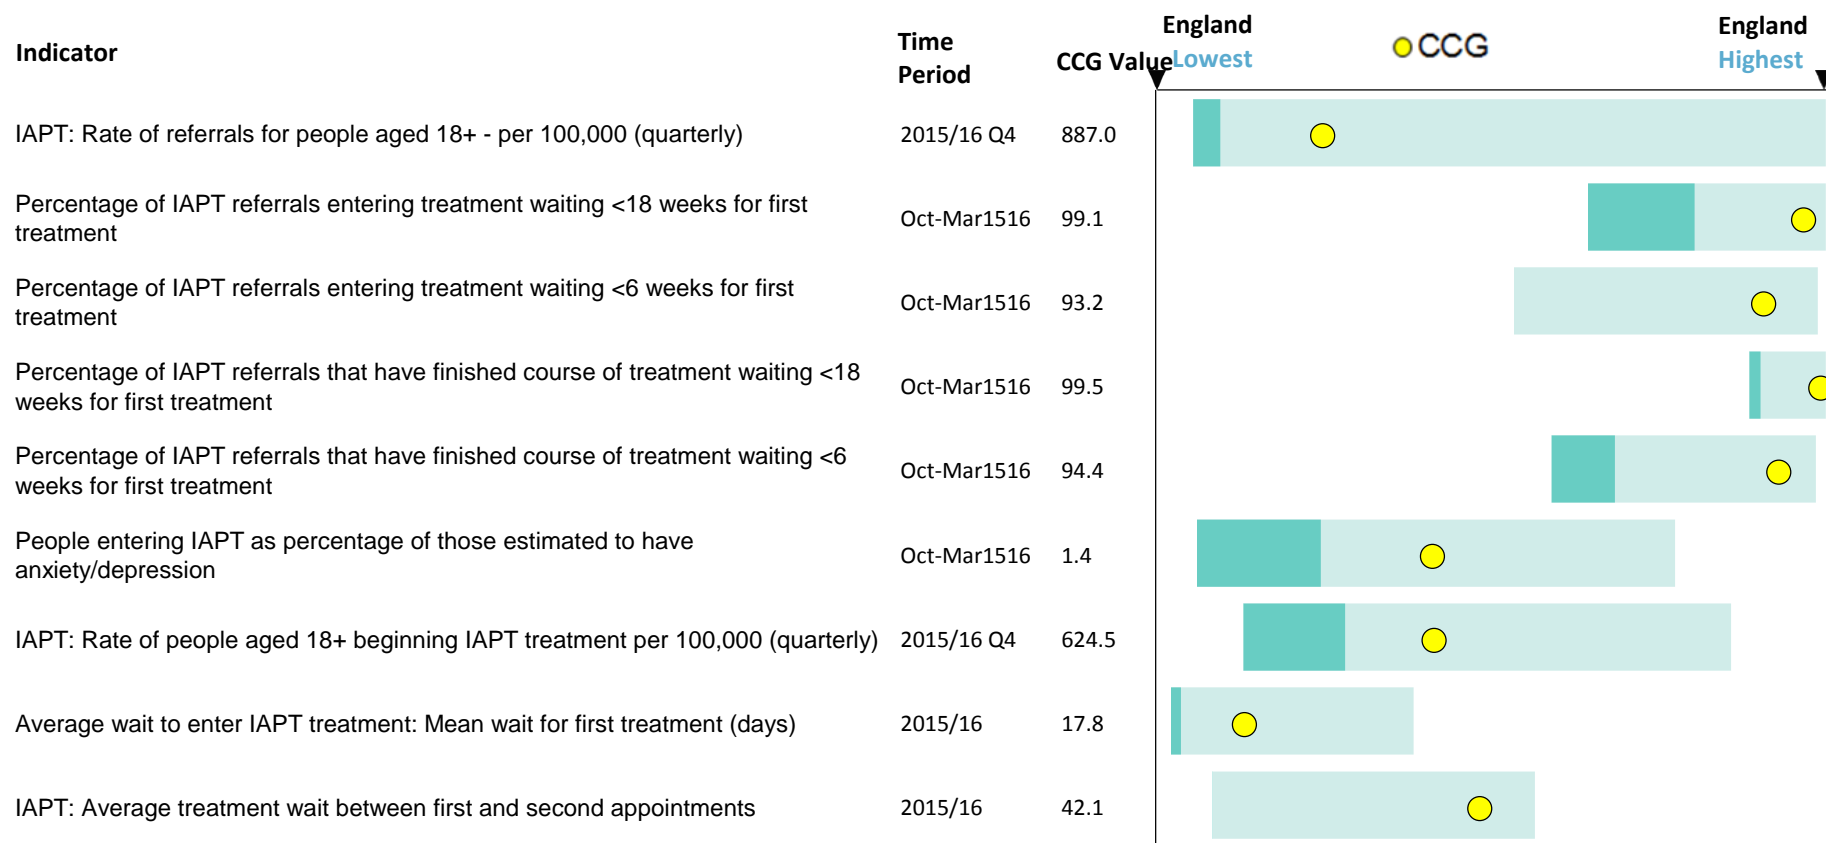 Indicator
Time
Period
CCG Value
England
Lowest
CCG
England
Highest
IAPT: Rate of referrals for people aged 18+ - per 100,000 (quarterly) 2015/16 Q4 887.0
Percentage of IAPT referrals entering treatment waiting <18 weeks for first
treatment
Oct-Mar1516 99.1
Percentage of IAPT referrals entering treatment waiting <6 weeks for first
treatment
Oct-Mar1516 93.2
Percentage of IAPT referrals that have finished course of treatment waiting <18
weeks for first treatment
Oct-Mar1516 99.5
Percentage of IAPT referrals that have finished course of treatment waiting <6
weeks for first treatment
Oct-Mar1516 94.4
People entering IAPT as percentage of those estimated to have
anxiety/depression
Oct-Mar1516 1.4
IAPT: Rate of people aged 18+ beginning IAPT treatment per 100,000 (quarterly) 2015/16 Q4 624.5
Average wait to enter IAPT treatment: Mean wait for first treatment (days) 2015/16 17.8
IAPT: Average treatment wait between first and second appointments 2015/16 42.1